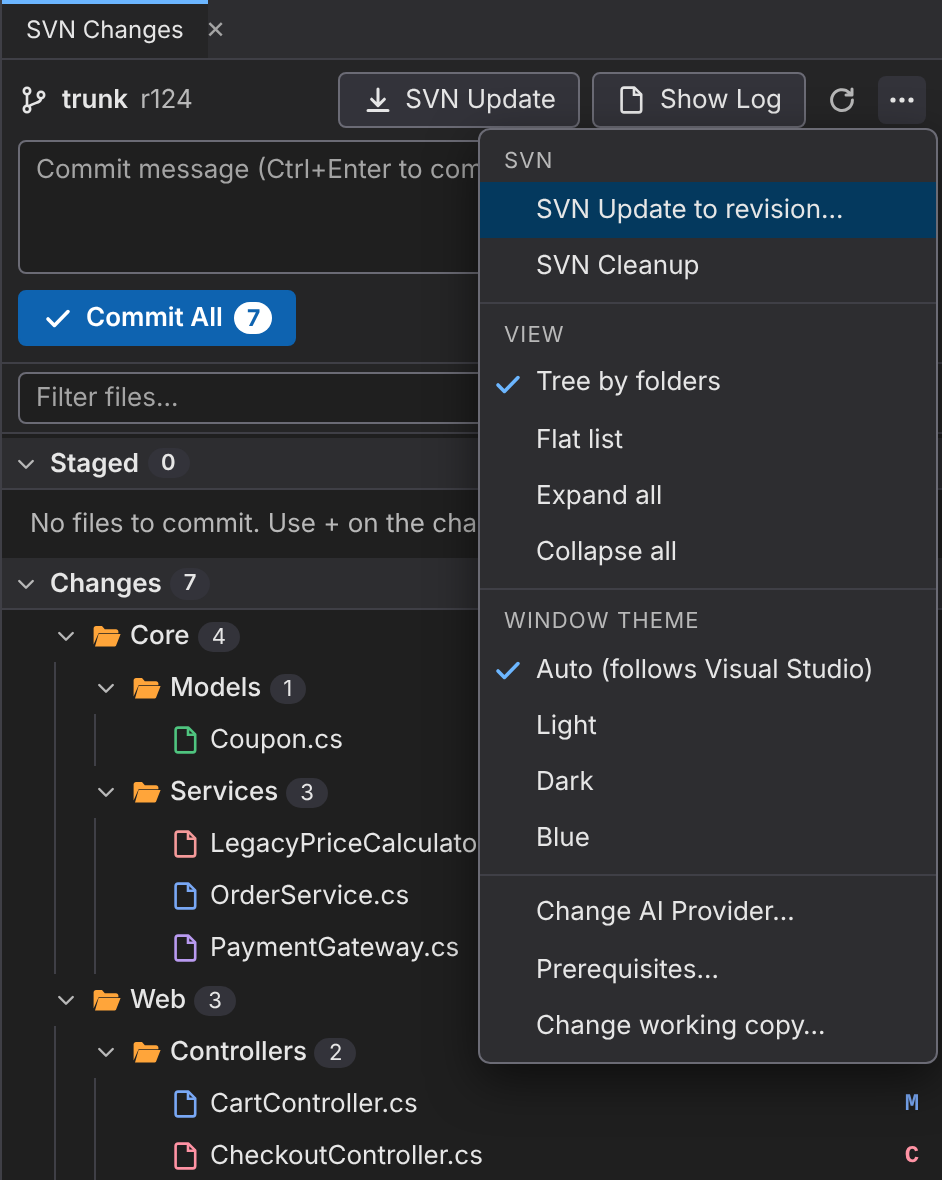 SVN Changes
trunk r124
SVN Update
Show Log
Commit message (Ctrl+Enter to com
Commit All 7
Filter files...
Staged 0
No files to commit. Use + on the cha
Changes 7
Core 4
Models 1
Coupon.cs
Services 3
LegacyPriceCalculato
OrderService.cs
PaymentGateway.cs
Web 3
Controllers 2
CartController.cs M
CheckoutController.cs C
SVN
SVN Update to revision...
SVN Cleanup
VIEW
Tree by folders
Flat list
Expand all
Collapse all
WINDOW THEME
Auto (follows Visual Studio)
Light
Dark
Blue
Change AI Provider...
Prerequisites...
Change working copy...